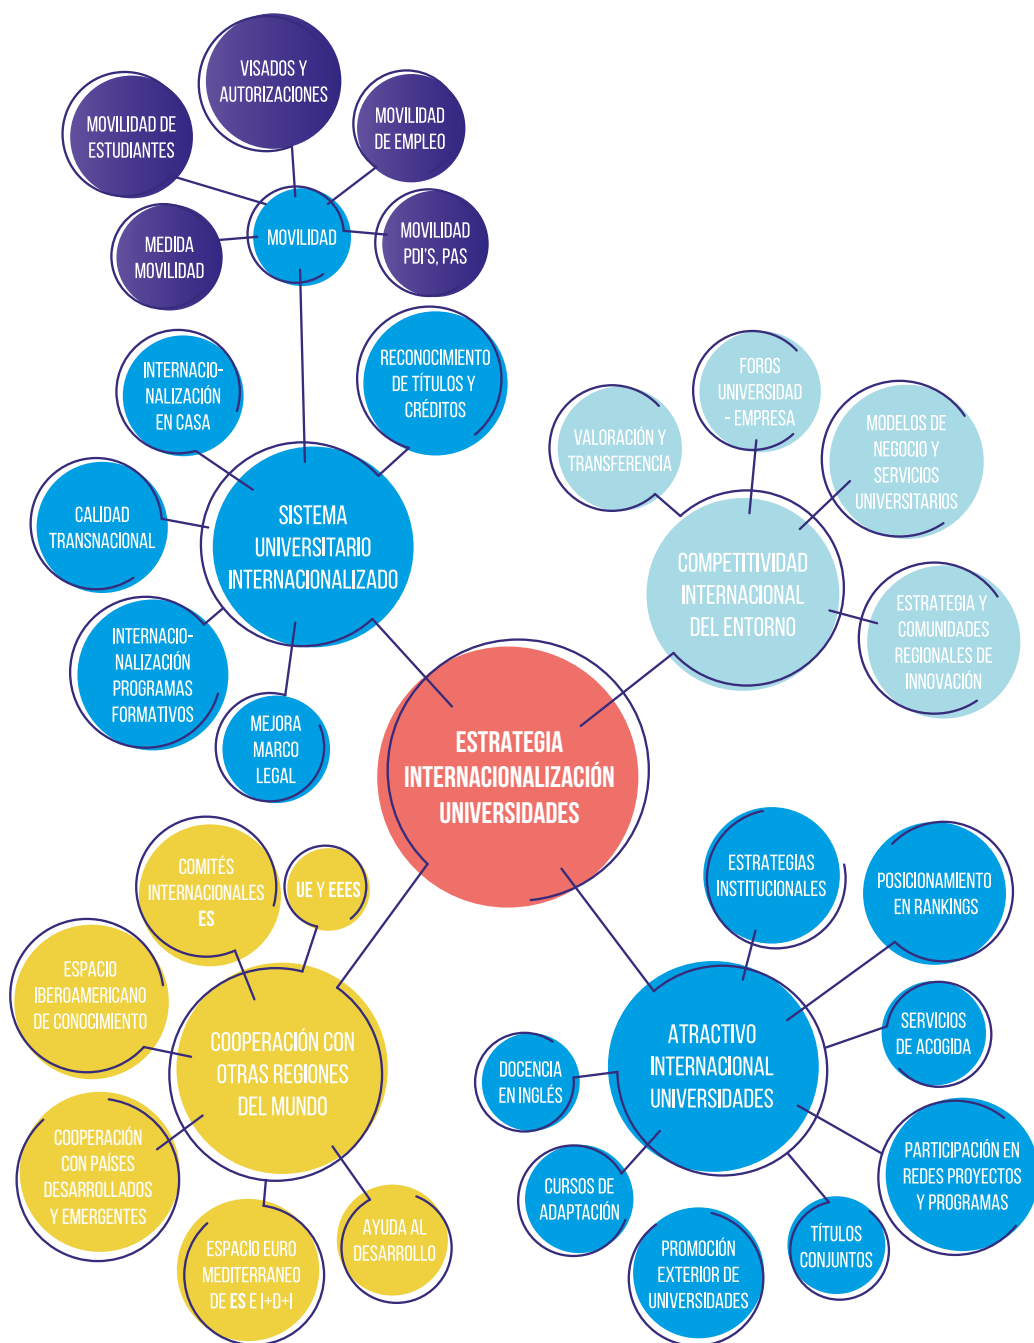 VISADOS Y
AUTORIZACIONES
MOVILIDAD DE
ESTUDIANTES
MOVILIDAD
DE EMPLEO
MOVILIDAD
MEDIDA
MOVILIDAD
MOVILIDAD
PDI'S, PAS
INTERNACIO-
NALIZACIÓN
EN CASA
RECONOCIMIENTO
DE TÍTULOS Y
CRÉDITOS
CALIDAD
TRANSNACIONAL
SISTEMA
UNIVERSITARIO
INTERNACIONALIZADO
INTERNACIO-
NALIZACIÓN
PROGRAMAS
FORMATIVOS
MEJORA
MARCO
LEGAL
FOROS
UNIVERSIDAD
- EMPRESA
VALORACIÓN Y
TRANSFERENCIA
MODELOS DE
NEGOCIO Y
SERVICIOS
UNIVERSITARIOS
COMPETITIVIDAD
INTERNACIONAL
DEL ENTORNO
ESTRATEGIA Y
COMUNIDADES
REGIONALES DE
INNOVACIÓN
ESTRATEGIA
INTERNACIONALIZACIÓN
UNIVERSIDADES
COMITÉS
INTERNACIONALES
ES
UE Y EEES
ESPACIO
IBEROAMERICANO
DE CONOCIMIENTO
COOPERACIÓN CON
OTRAS REGIONES
DEL MUNDO
COOPERACIÓN
CON PAÍSES
DESARROLLADOS
Y EMERGENTES
ESPACIO EURO
MEDITERRANEO
DE ES E I+D+I
AYUDA AL
DESARROLLO
ESTRATEGIAS
INSTITUCIONALES
POSICIONAMIENTO
EN RANKINGS
SERVICIOS
DE ACOGIDA
ATRACTIVO
INTERNACIONAL
UNIVERSIDADES
DOCENCIA
EN INGLÉS
CURSOS DE
ADAPTACIÓN
PROMOCIÓN
EXTERIOR DE
UNIVERSIDADES
TÍTULOS
CONJUNTOS
PARTICIPACIÓN EN
REDES PROYECTOS
Y PROGRAMAS